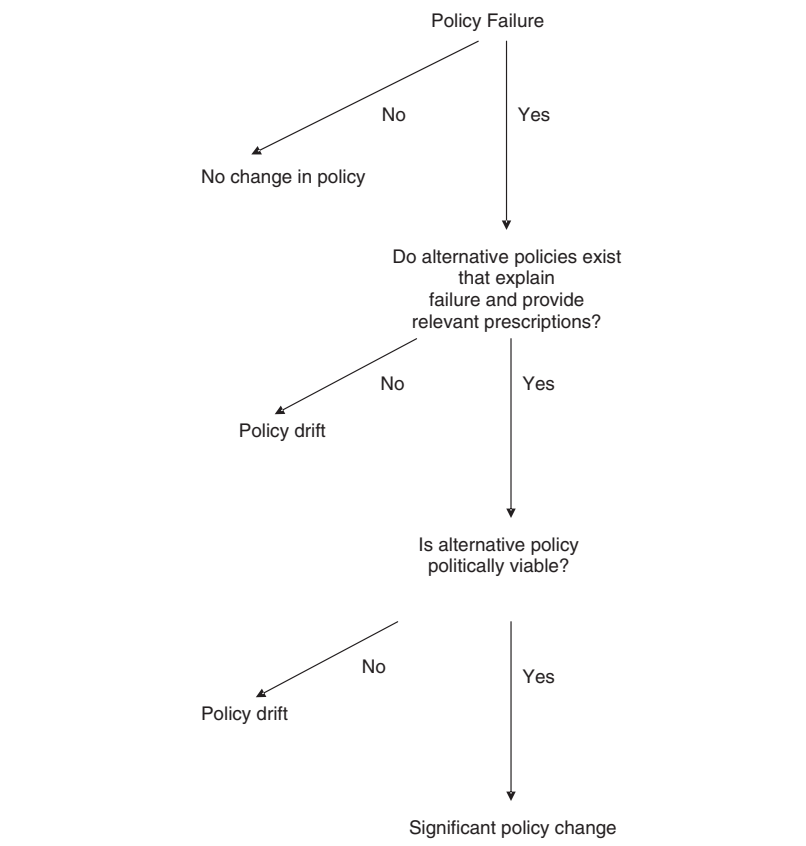 Policy Failure
No
Yes
No change in policy
Do alternative policies exist
that explain
failure and provide
relevant prescriptions?
No
Yes
Policy drift
Is alternative policy
politically viable?
No
Yes
Policy drift
Significant policy change